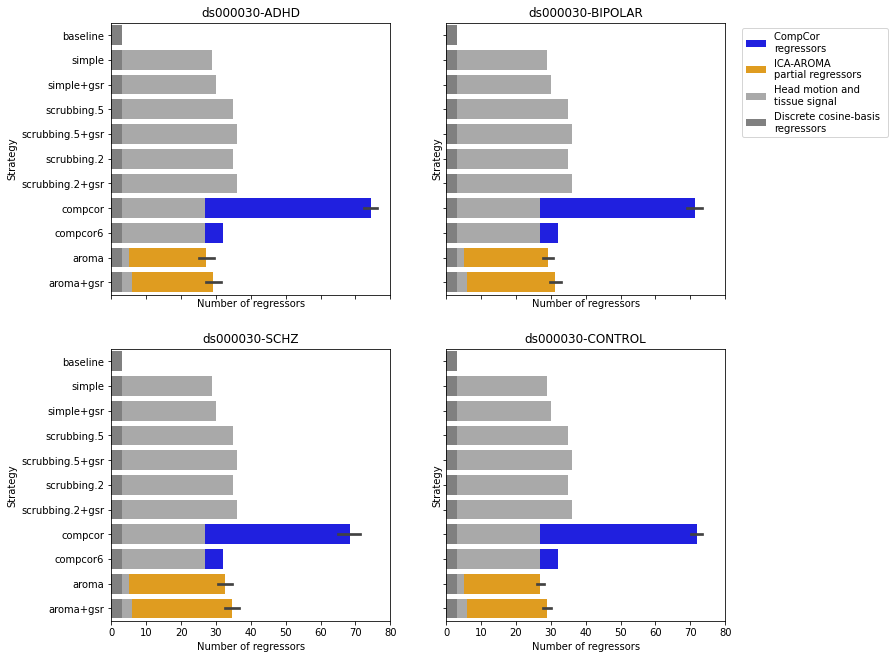 ds000030-ADHD
Strategy
baseline
simple
simple+gsr
scrubbing.5
scrubbing.5+gsr
scrubbing.2
scrubbing.2+gsr
compcor
compcor6
aroma
aroma+gsr
Number of regressors
ds000030-BIPOLAR
Strategy
Number of regressors
CompCor
regressors
ICA-AROMA
partial regressors
Head motion and
tissue signal
Discrete cosine-basis
regressors
ds000030-SCHZ
Strategy
baseline
simple
simple+gsr
scrubbing.5
scrubbing.5+gsr
scrubbing.2
scrubbing.2+gsr
compcor
compcor6
aroma
aroma+gsr
0 10 20 30 40 50 60 70 80
Number of regressors
ds000030-CONTROL
Strategy
0 10 20 30 40 50 60 70 80
Number of regressors